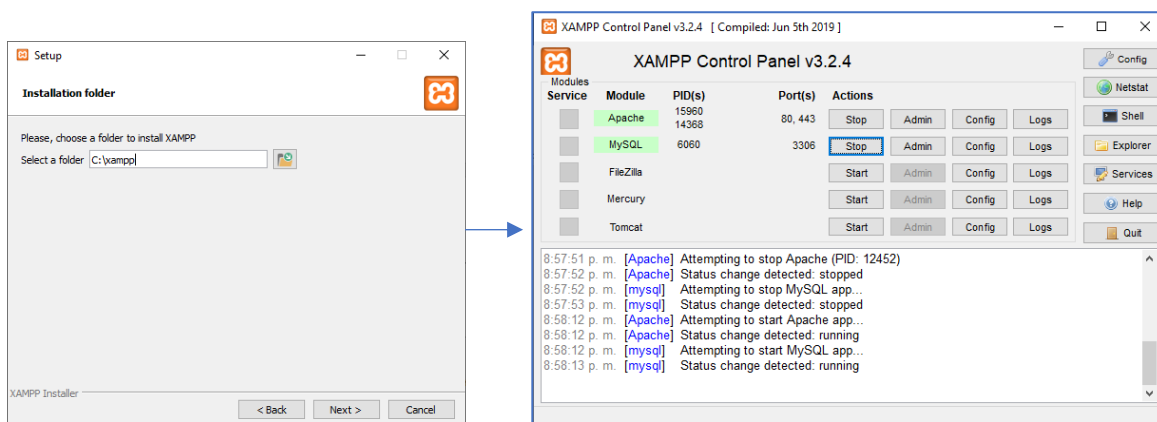 Setup
Installation folder
Please, choose a folder to install XAMPP
Select a folder C:\xampp
XAMPP Installer
< Back Next > Cancel
XAMPP Control Panel v3.2.4 [ Compiled: Jun 5th 2019 ]
XAMPP Control Panel v3.2.4
Config
Netstat
Shell
Explorer
Services
Help
Quit
Modules
Service Module PID(s) Port(s) Actions
Apache 15960 14368 80, 443 Stop Admin Config Logs
MySQL 6060 3306 Stop Admin Config Logs
FileZilla Start Admin Config Logs
Mercury Start Admin Config Logs
Tomcat Start Admin Config Logs
8:57:51 p. m. [Apache] Attempting to stop Apache (PID: 12452)
8:57:52 p. m. [Apache] Status change detected: stopped
8:57:52 p. m. [mysql] Attempting to stop MySQL app...
8:57:53 p. m. [mysql] Status change detected: stopped
8:58:12 p. m. [Apache] Attempting to start Apache app...
8:58:12 p. m. [Apache] Status change detected: running
8:58:12 p. m. [mysql] Attempting to start MySQL app...
8:58:13 p. m. [mysql] Status change detected: running